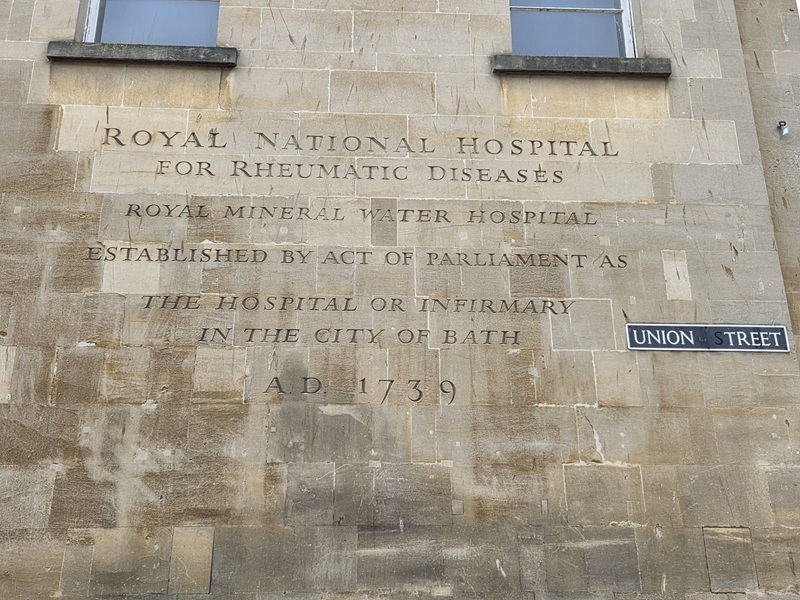 ROYAL NATIONAL HOSPITAL
FOR RHEUMATIC DISEASES
ROYAL MINERAL WATER HOSPITAL
ESTABLISHED BY ACT OF PARLIAMENT AS
THE HOSPITAL OR INFIRMARY
IN THE CITY OF BATH
A.D. 1739
UNION STREET